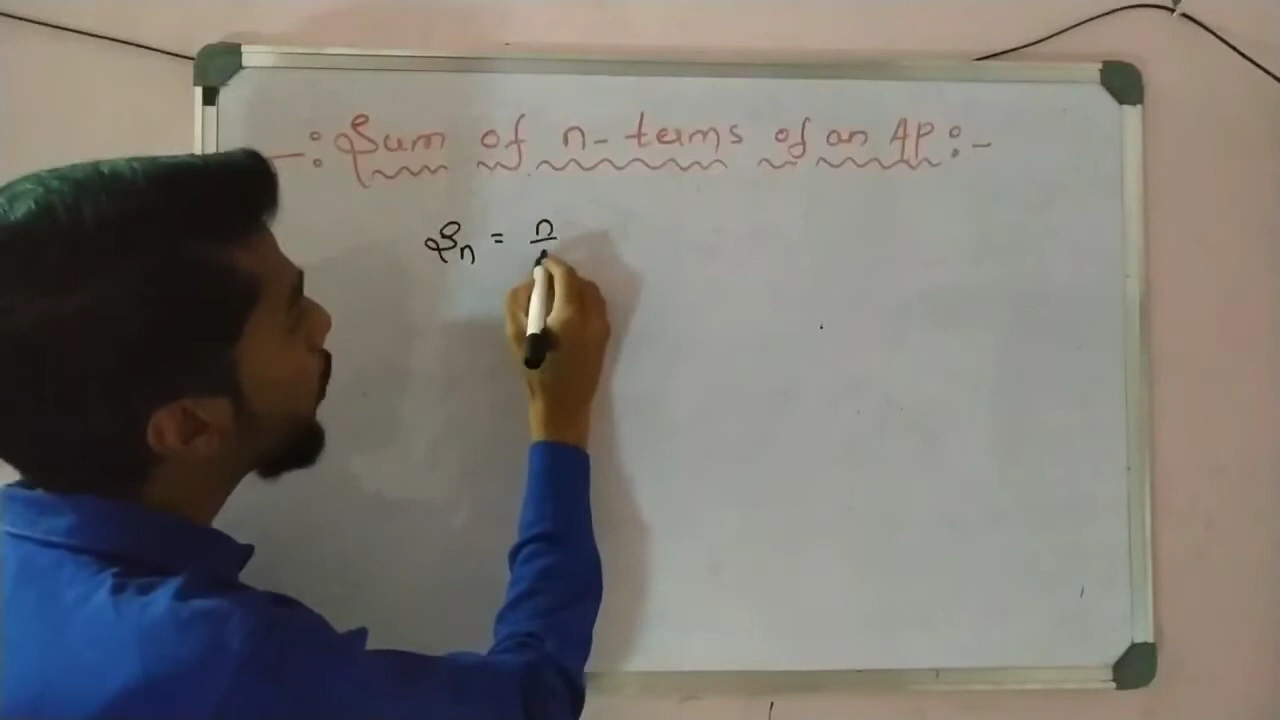 -: Sum of n- terms of an AP :-
Sn = n